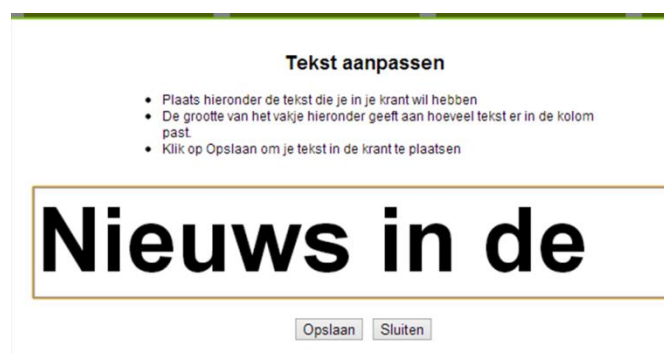 Tekst aanpassen
Plaats hieronder de tekst die je in je krant wil hebben
De grootte van het vakje hieronder geeft aan hoeveel tekst er in de kolom
past.
Klik op Opslaan om je tekst in de krant te plaatsen
Nieuws in de
Opslaan Sluiten